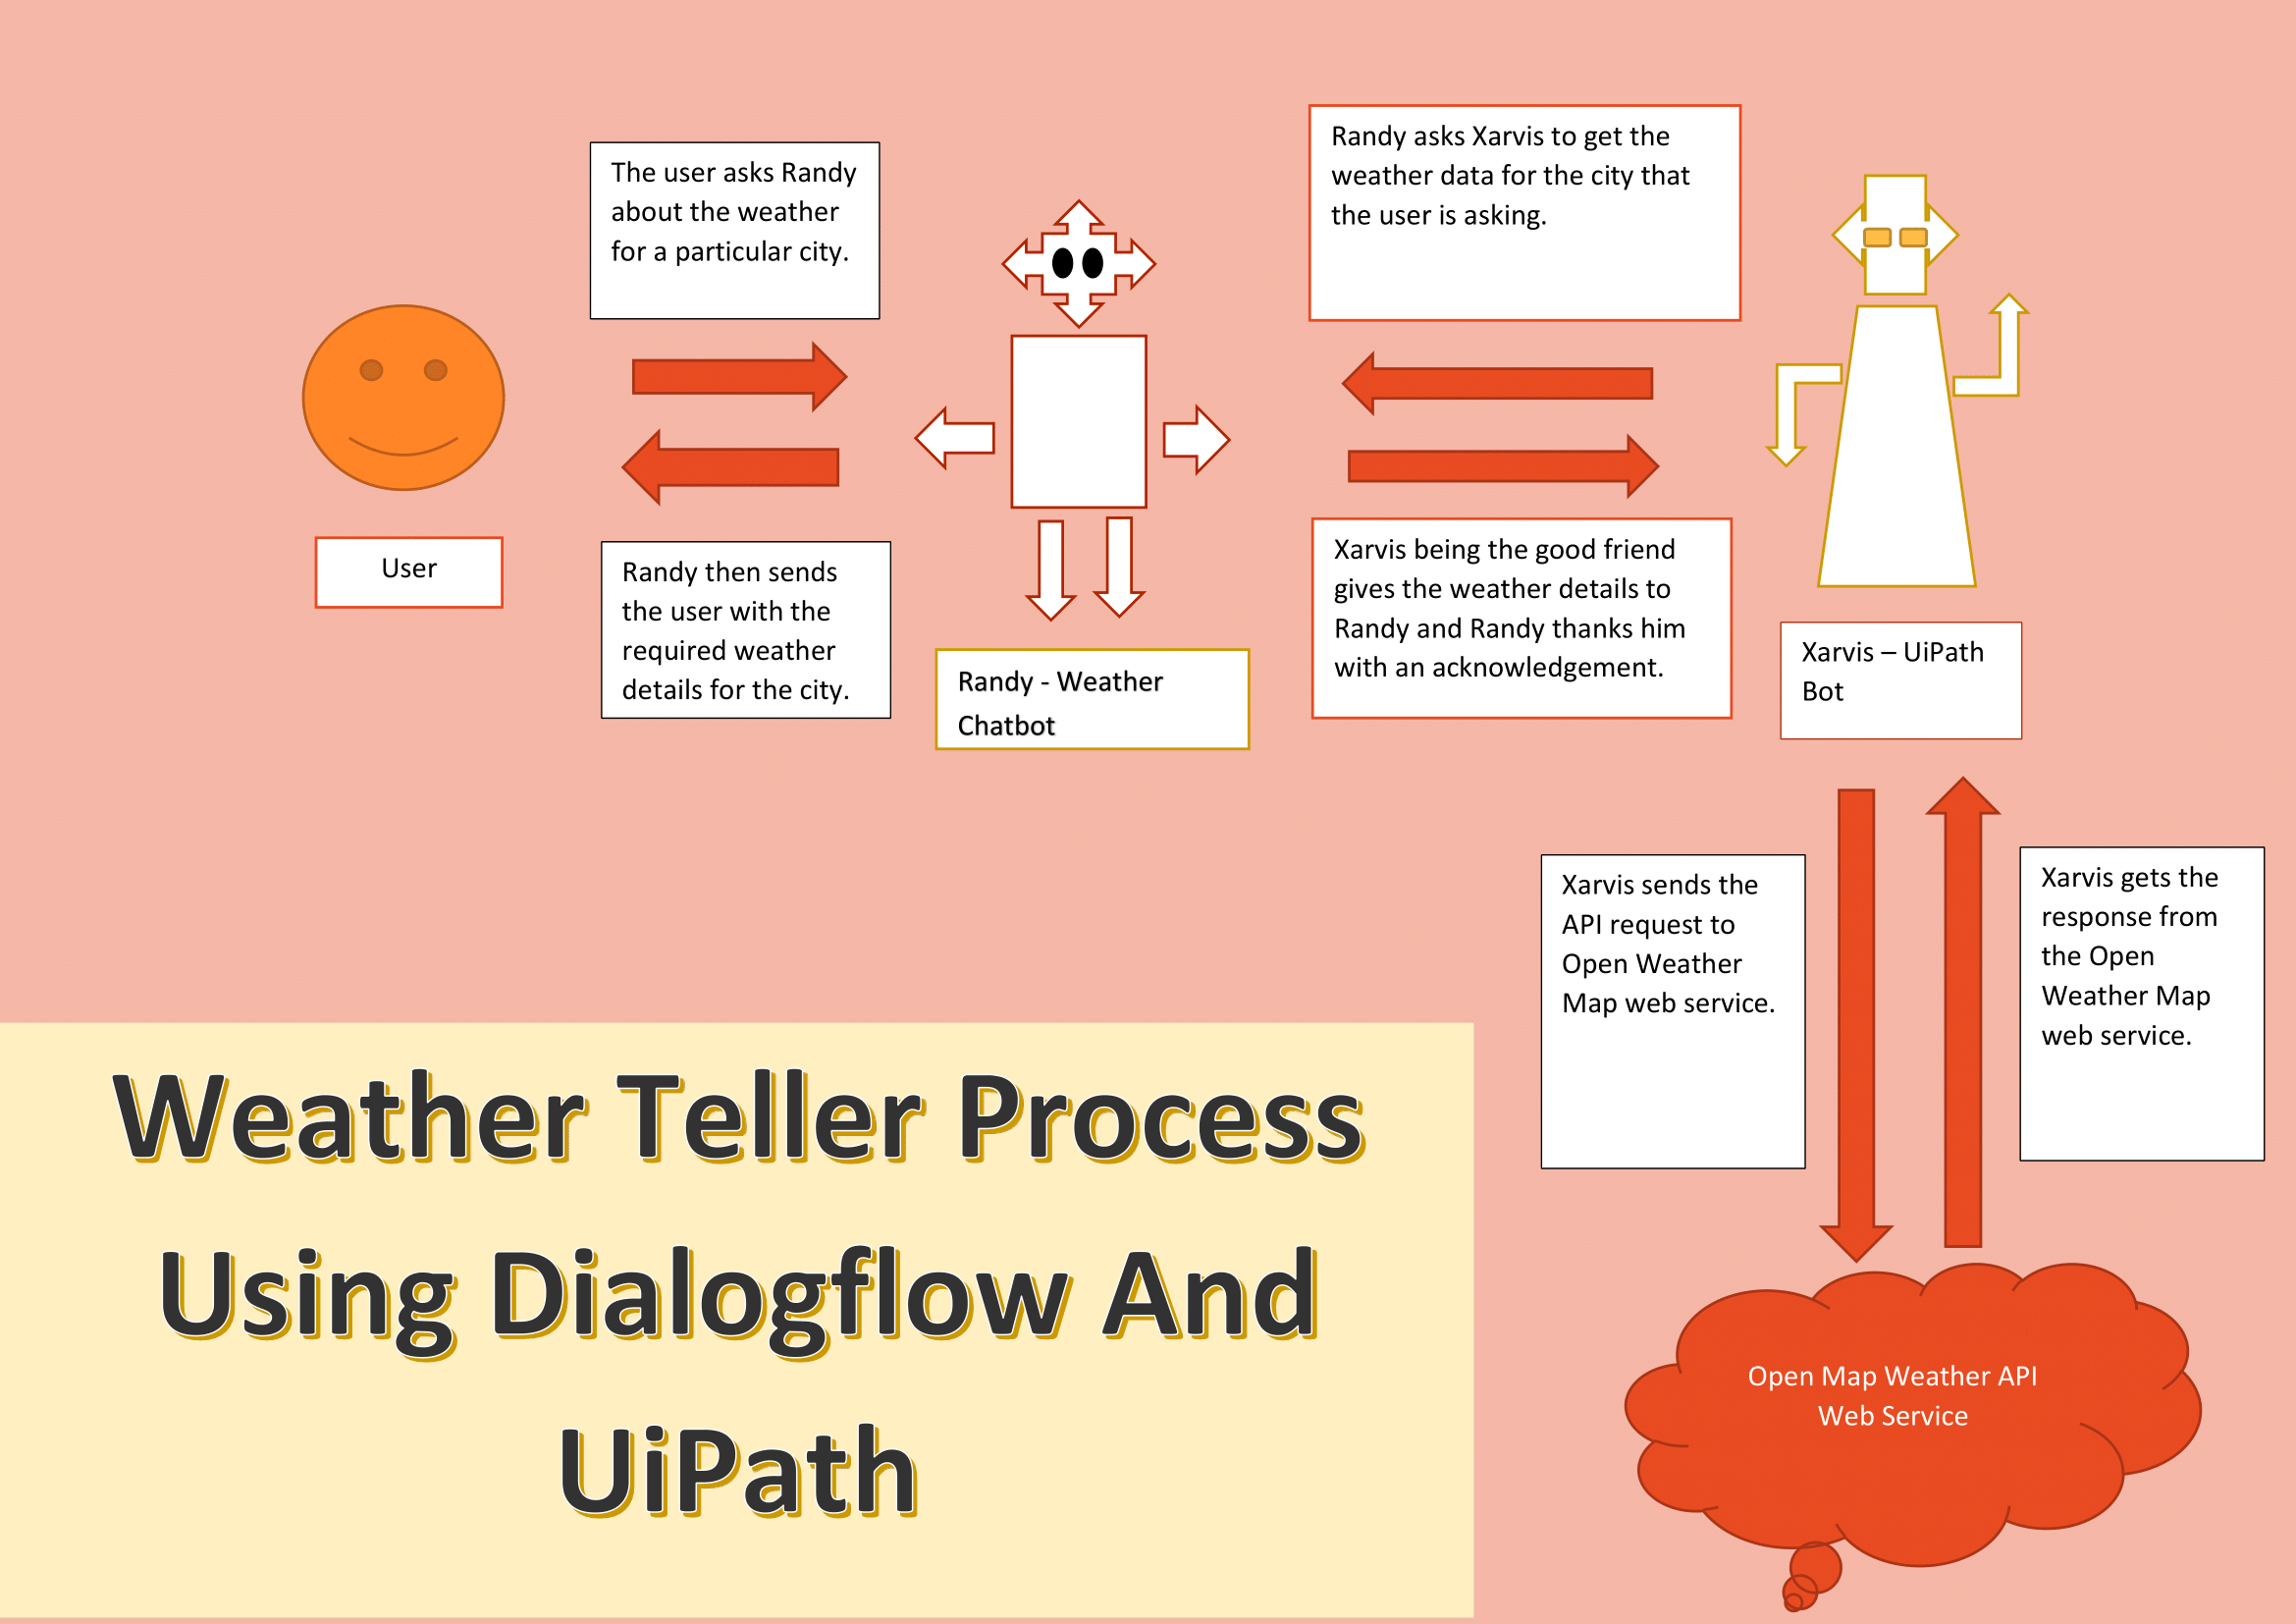 The user asks Randy
about the weather
for a particular city.
Randy asks Xarvis to get the
weather data for the city that
the user is asking.
User
Randy then sends
the user with the
required weather
details for the city.
Randy - Weather
Chatbot
Xarvis being the good friend
gives the weather details to
Randy and Randy thanks him
with an acknowledgement.
Xarvis – UiPath
Bot
Xarvis sends the
API request to
Open Weather
Map web service.
Xarvis gets the
response from
the Open
Weather Map
web service.
Weather Teller Process
Using Dialogflow And
UiPath
Open Map Weather API
Web Service